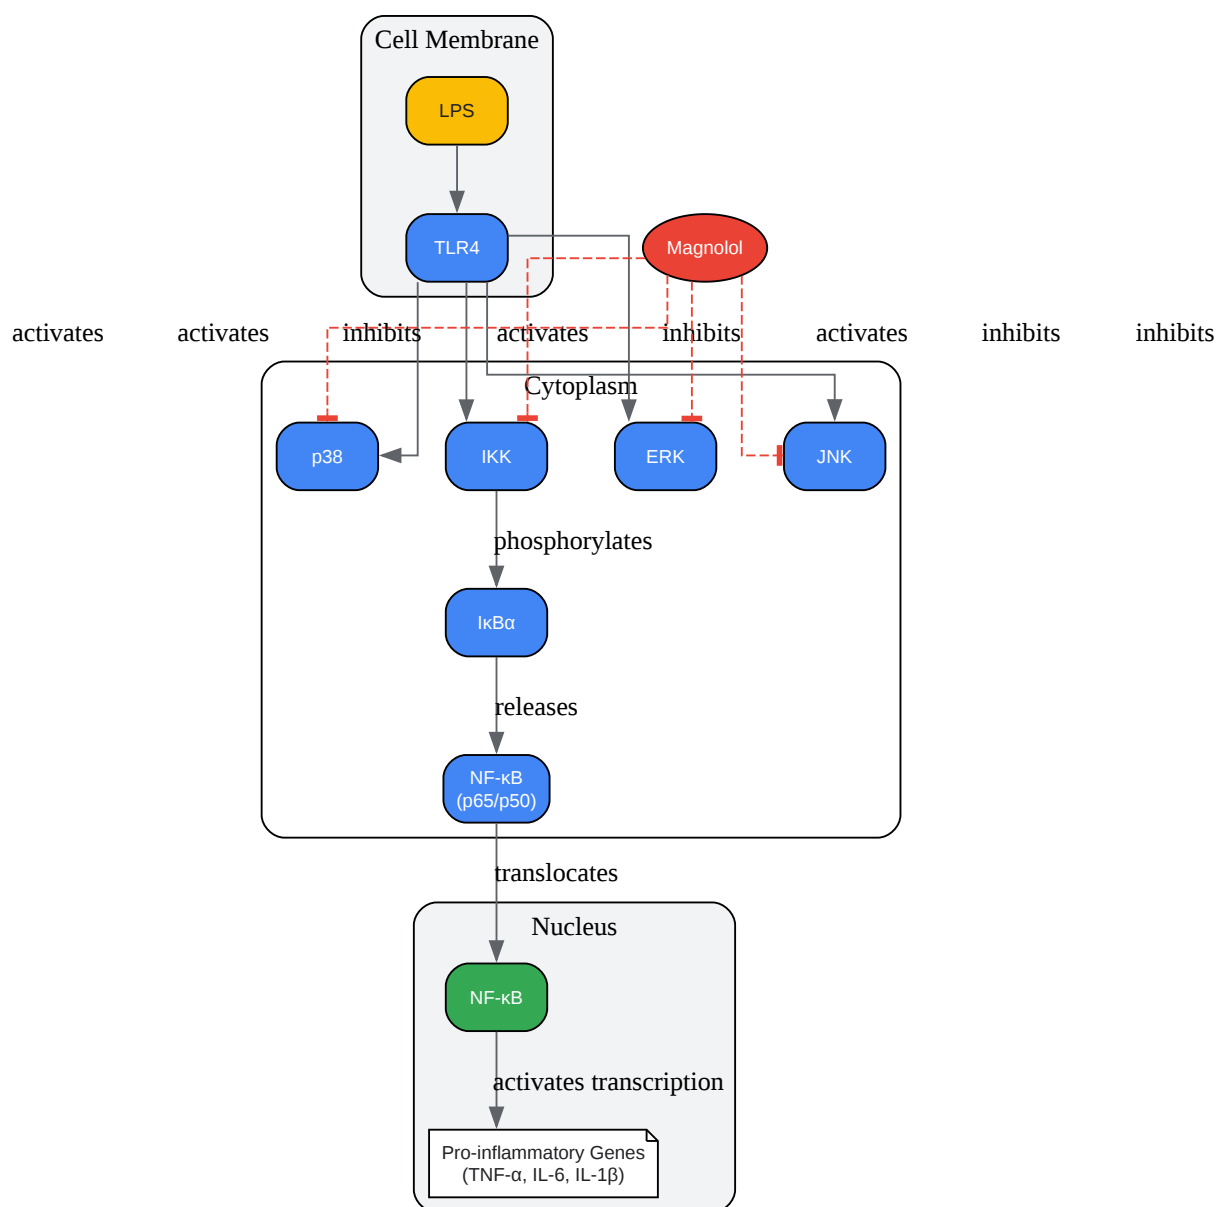 Cell Membrane
LPS
TLR4
Magnolol
activates
activates
inhibits
activates
inhibits
activates
inhibits
inhibits
Cytoplasm
p38
IKK
ERK
JNK
phosphorylates
IκBα
releases
NF-κB
(p65/p50)
translocates
Nucleus
NF-κB
activates transcription
Pro-inflammatory Genes
(TNF-α, IL-6, IL-1β)